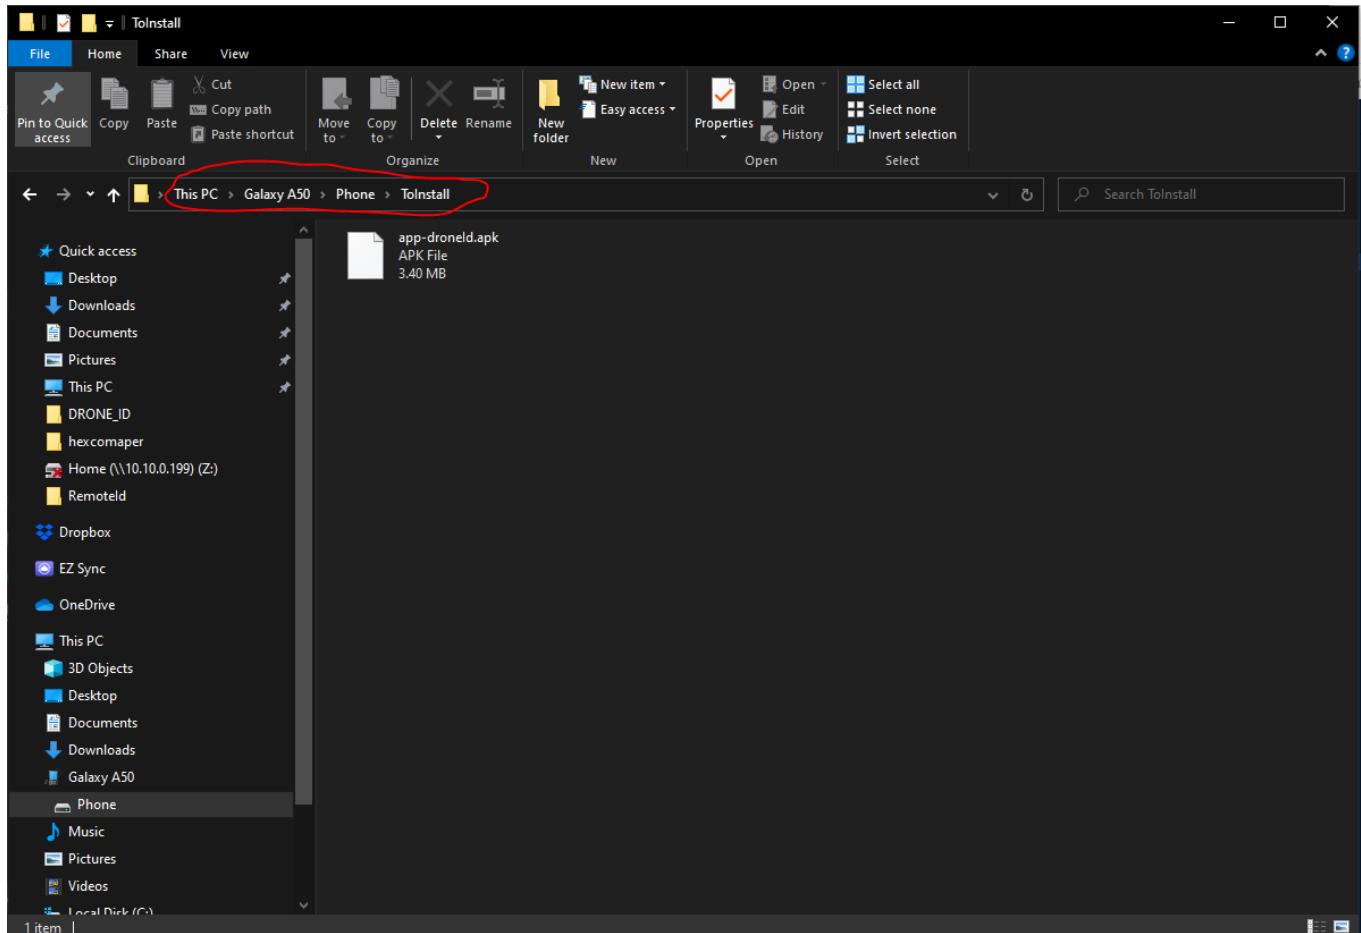 ToInstall
File Home Share View
Pin to Quick access
Copy
Paste
Cut
Copy path
Paste shortcut
Clipboard
Move to
Copy to
Delete
Rename
Organize
New folder
New item
Easy access
New
Properties
Open
Edit
History
Open
Select all
Select none
Invert selection
Select
This PC > Galaxy A50 > Phone > ToInstall
Search ToInstall
Quick access
Desktop
Downloads
Documents
Pictures
This PC
DRONE_ID
hexcomaper
Home (\\10.10.0.199) (Z:)
RemoteId
Dropbox
EZ Sync
OneDrive
This PC
3D Objects
Desktop
Documents
Downloads
Galaxy A50
Phone
Music
Pictures
Videos
Local Disk (C:)
app-droneId.apk
APK File
3.40 MB
1 item